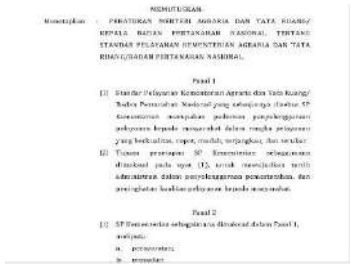 MEMUTUSKAN:
Menetapkan : PERATURAN MENTERI AGRARIA DAN TATA RUANG/
KEPALA BADAN PERTANAHAN NASIONAL TENTANG
STANDAR PELAYANAN KEMENTERIAN AGRARIA DAN TATA
RUANG/BADAN PERTANAHAN NASIONAL.
Pasal 1
(1) Standar Pelayanan Kementerian Agraria dan Tata Ruang/
Badan Pertanahan Nasional yang selanjutnya disebut SP
Kementerian merupakan pedoman penyelenggaraan
pelayanan kepada masyarakat dalam rangka pelayanan
yang berkualitas, cepat, mudah, terjangkau, dan terukur.
(2) Tujuan penetapan SP Kementerian sebagaimana
dimaksud pada ayat (1), untuk mewujudkan tertib
administrasi dalam penyelenggaraan pemerintahan, dan
peningkatan kualitas pelayanan kepada masyarakat.
Pasal 2
(1) SP Kementerian sebagaimana dimaksud dalam Pasal 1,
meliputi:
a. persyaratan;
b. prosedur;